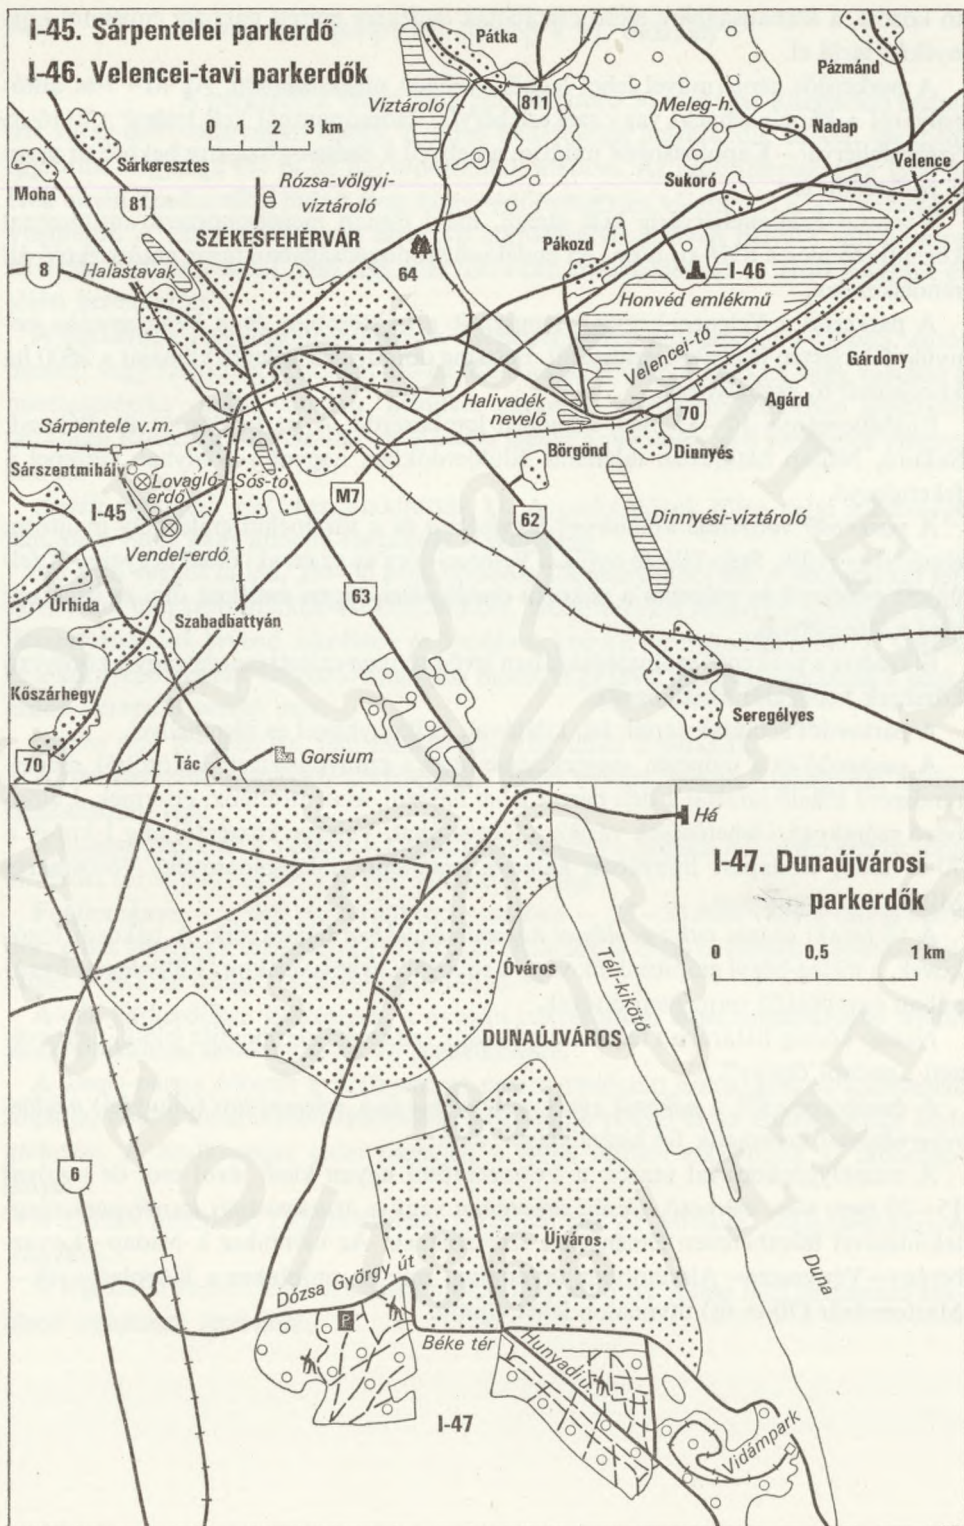 I-45. Sárpentelei parkerdő
I-46. Velencei-tavi parkerdők
0 1 2 3 km
Pátka
Víztároló
811
Meleg-h.
Pázmánd
Nadap
Velence
Sukoró
Sárkeresztes
Moha
81
Rózsa-völgyi-
víztároló
SZÉKESFEHÉRVÁR
8
Halastavak
64
Pákozd
I-46
Honvéd emlékmű
Velencei-tó
Gárdony
Agárd
70
Halivadék
nevelő
Dinnyés
Börgönd
Sárpentele v.m.
Sárszentmihály
Lovagló-
erdő
Sós-tó
I-45
Vendel-erdő
M7
62
Dinnyési-víztároló
Úrhida
Szabadbattyán
63
Kőszárhegy
70
Tác
Gorsium
Seregélyes
Há
I-47. Dunaújvárosi
parkerdők
0 0,5 1 km
Óváros
Téli-kikötő
DUNAÚJVÁROS
6
Újváros
Duna
Dózsa György út
P
Béke tér
Hunyadi u.
I-47
Vidámpark